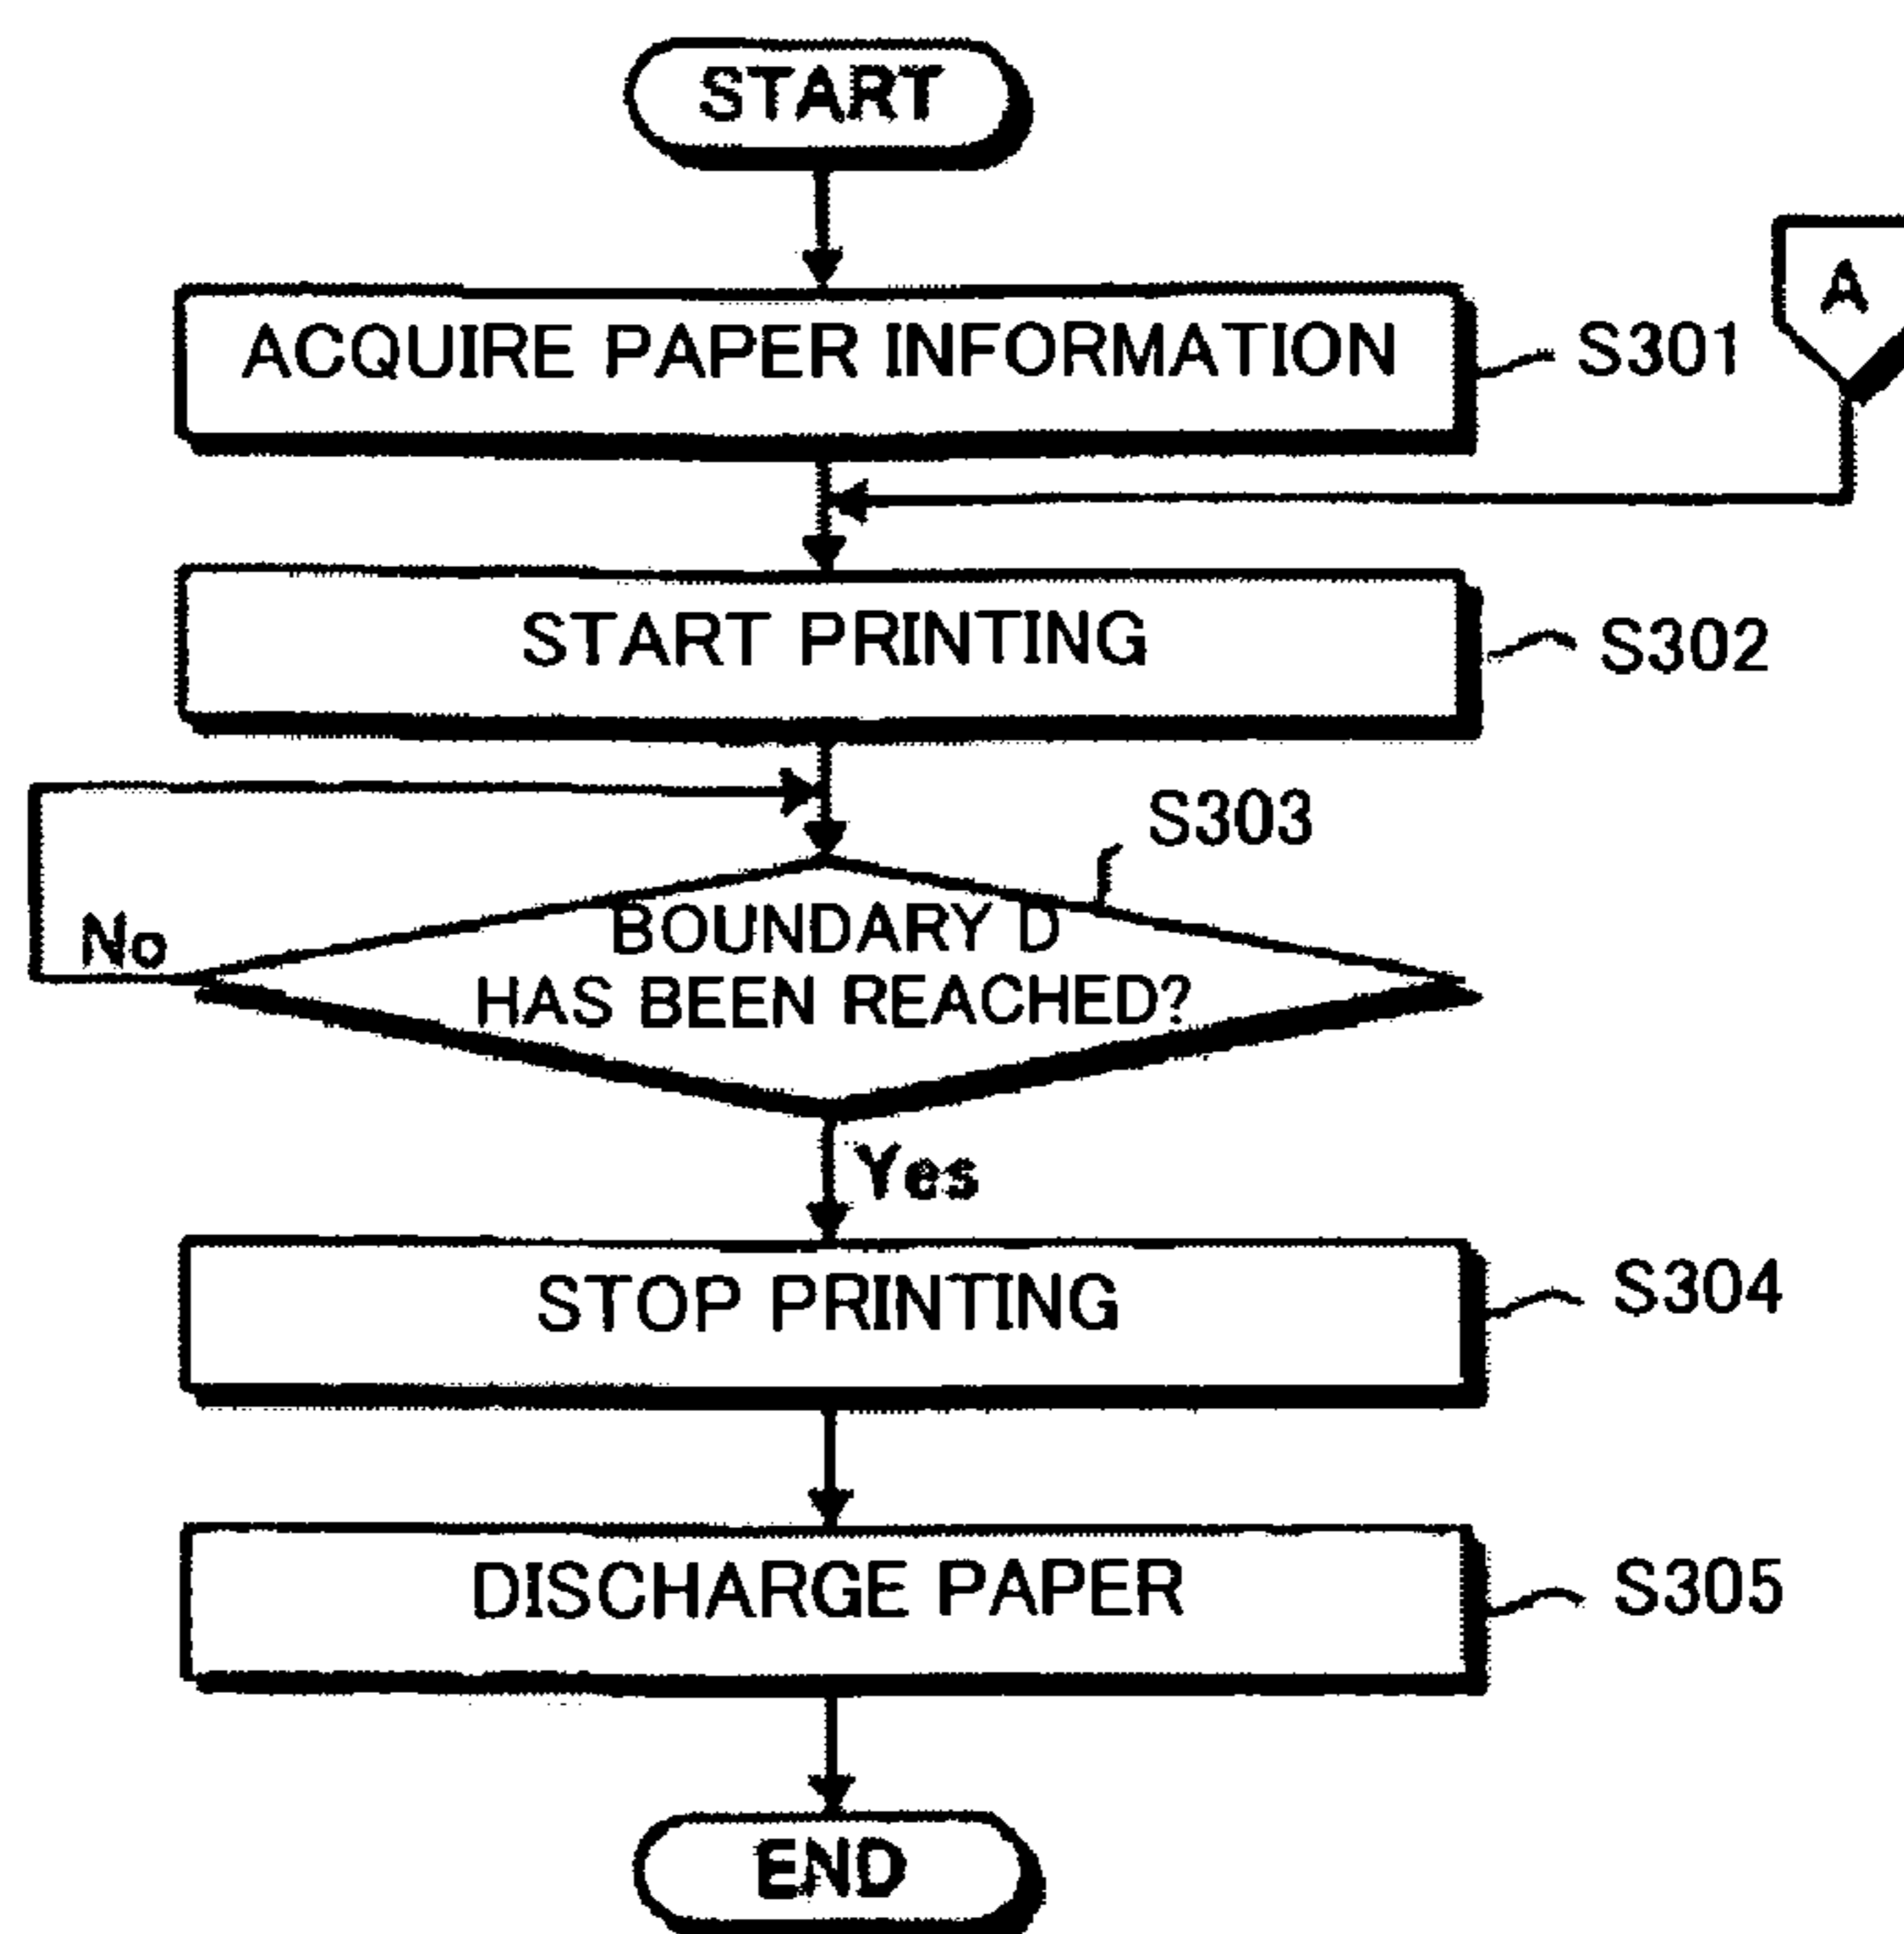 START
ACQUIRE PAPER INFORMATION
S301
A
START PRINTING
S302
S303
BOUNDARY D
HAS BEEN REACHED?
No
Yes
STOP PRINTING
S304
DISCHARGE PAPER
S305
END